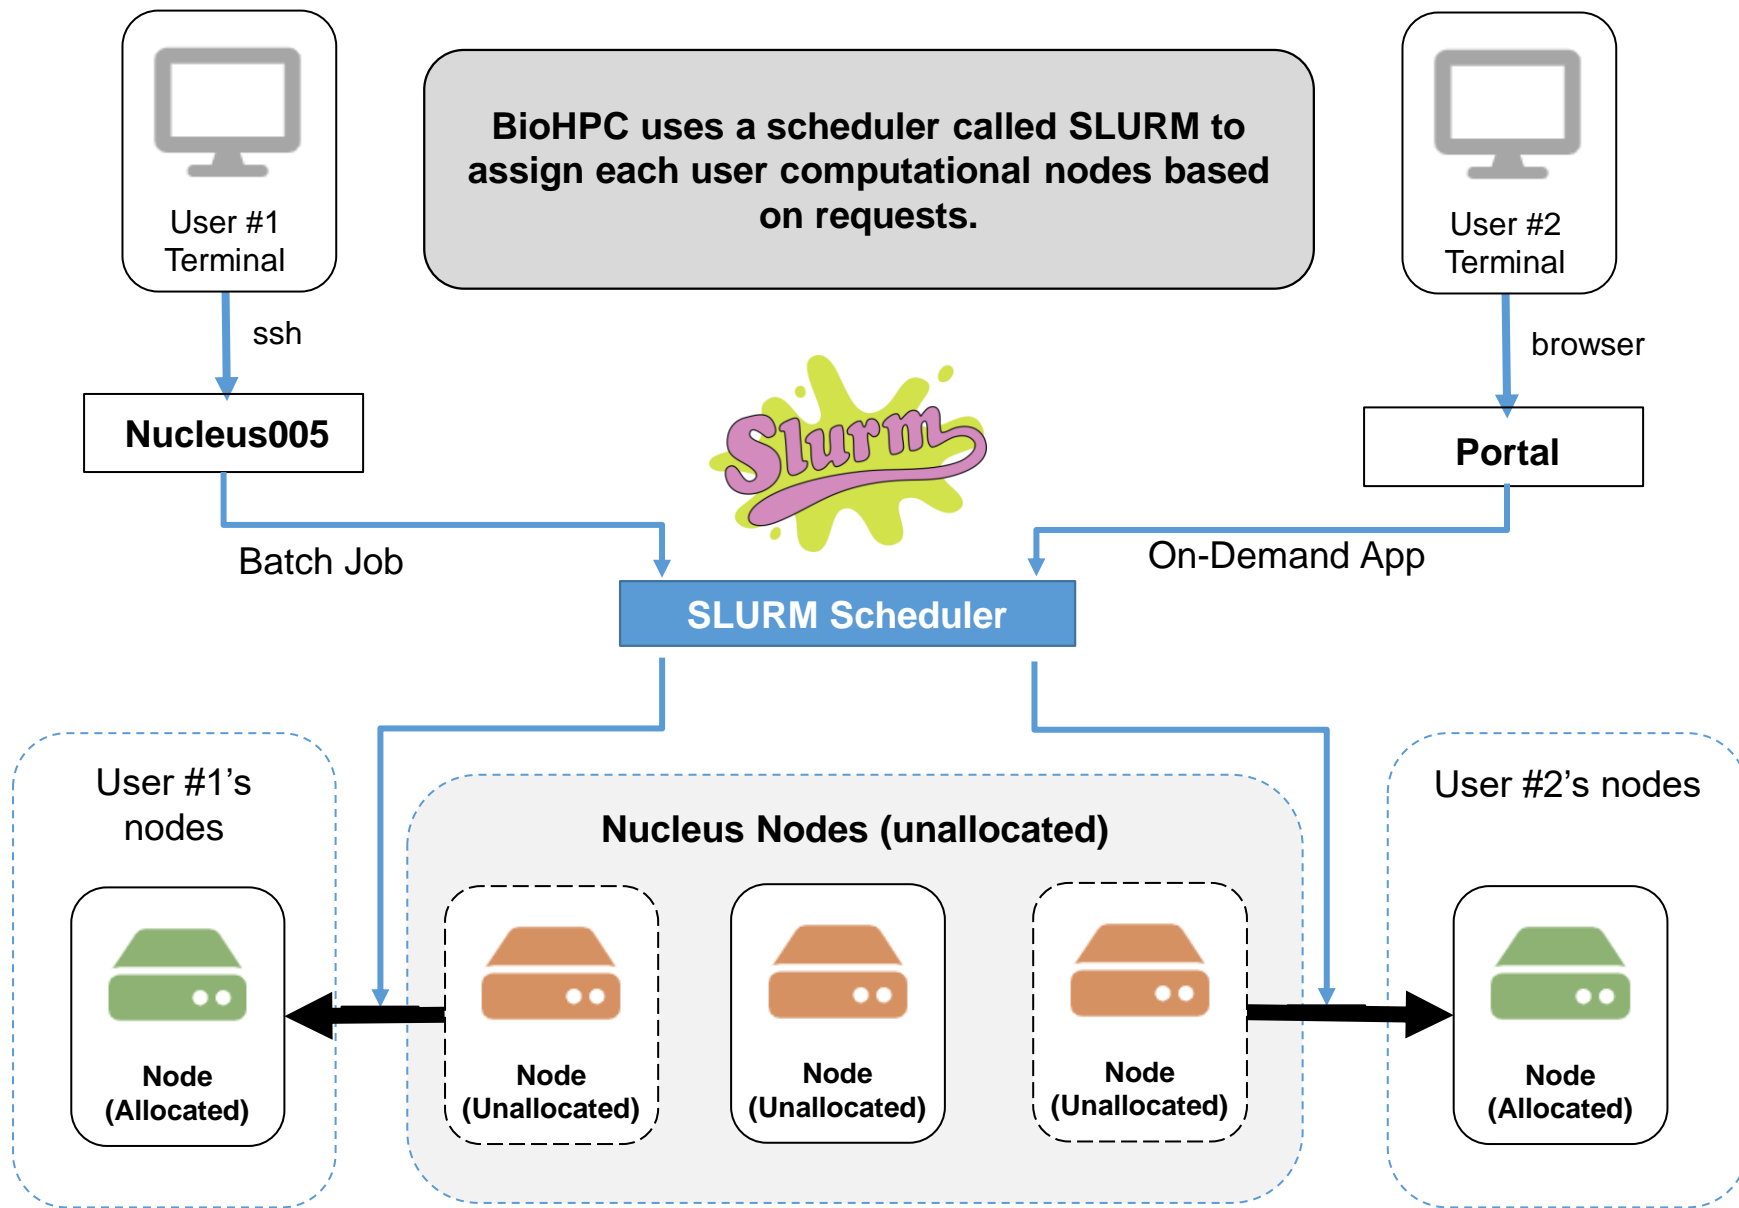 User #1
Terminal
BioHPC uses a scheduler called SLURM to
assign each user computational nodes based
on requests.
User #2
Terminal
ssh
browser
Nucleus005
Slurm
Portal
Batch Job
On-Demand App
SLURM Scheduler
User #1’s
nodes
Nucleus Nodes (unallocated)
User #2’s nodes
Node
(Allocated)
Node
(Unallocated)
Node
(Unallocated)
Node
(Unallocated)
Node
(Allocated)